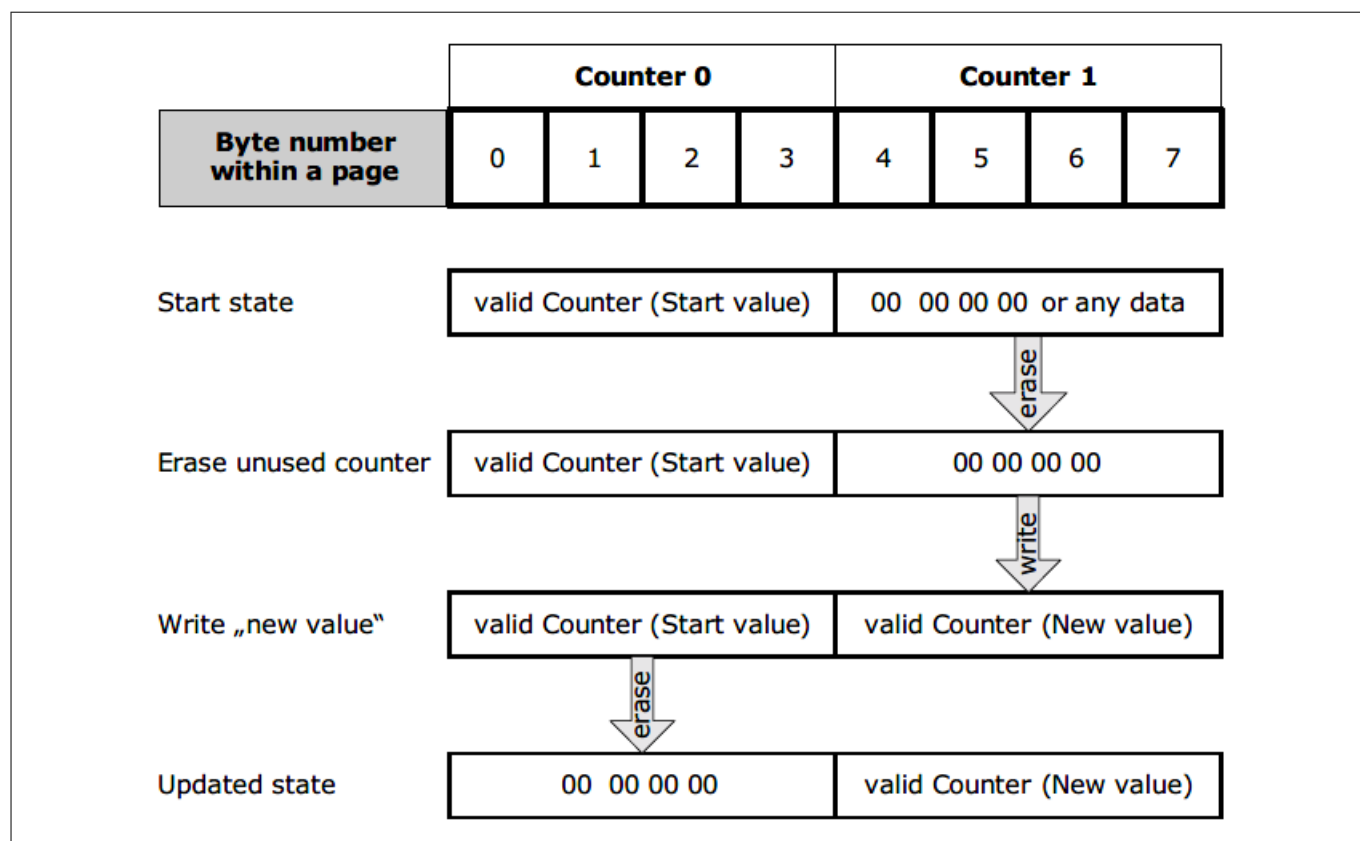 Counter 0 Counter 1
Byte number
within a page
0 1 2 3 4 5 6 7
Start state valid Counter (Start value) 00 00 00 00 or any data
erase
Erase unused counter valid Counter (Start value) 00 00 00 00
write
Write „new value‟ valid Counter (Start value) valid Counter (New value)
erase
Updated state 00 00 00 00 valid Counter (New value)